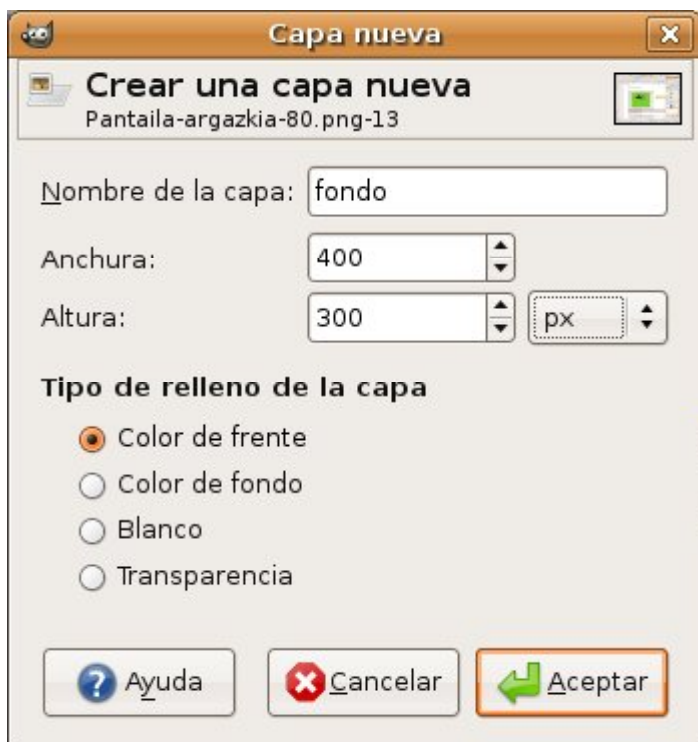 Capa nueva
Crear una capa nueva
Pantaila-argazkia-80.png-13
Nombre de la capa: fondo
Anchura: 400
Altura: 300 px
Tipo de relleno de la capa
Color de frente
Color de fondo
Blanco
Transparencia
Ayuda Cancelar Aceptar